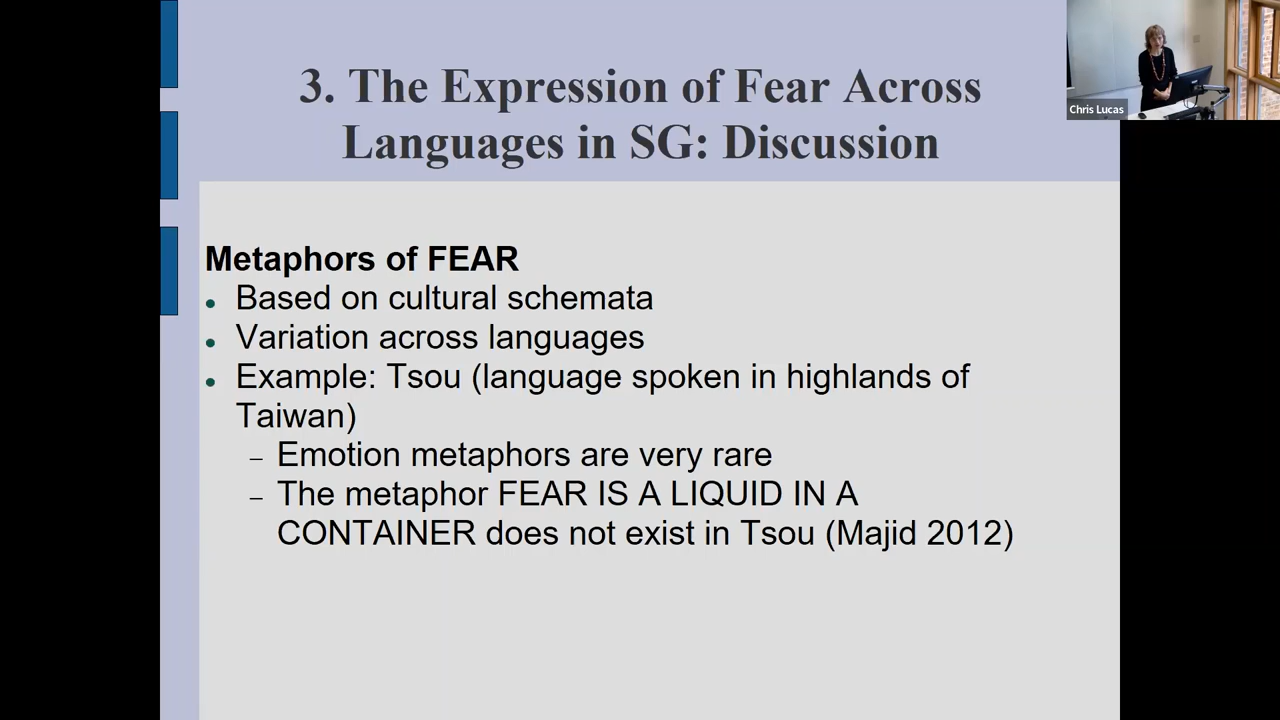 3. The Expression of Fear Across
Languages in SG: Discussion
Chris Lucas
Metaphors of FEAR
Based on cultural schemata
Variation across languages
Example: Tsou (language spoken in highlands of
Taiwan)
– Emotion metaphors are very rare
– The metaphor FEAR IS A LIQUID IN A
CONTAINER does not exist in Tsou (Majid 2012)